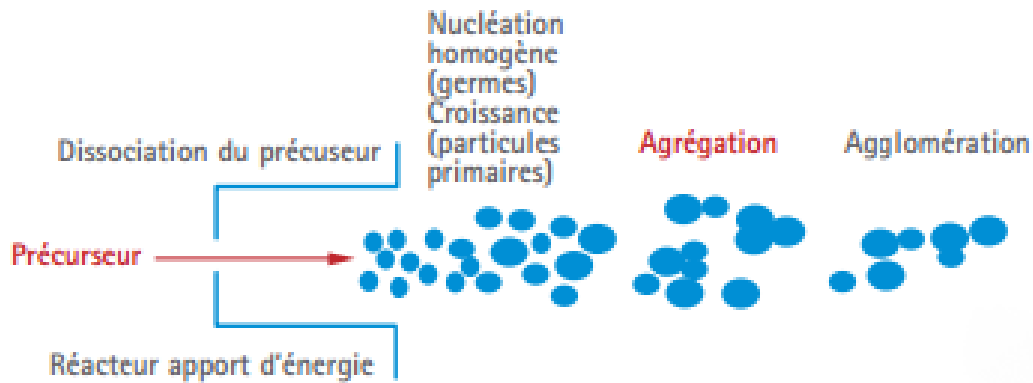 Nucléation
homogène
(germes)
Croissance
(particules
primaires)
Dissociation du précuseur
Agrégation
Agglomération
Précurseur
Réacteur apport d'énergie